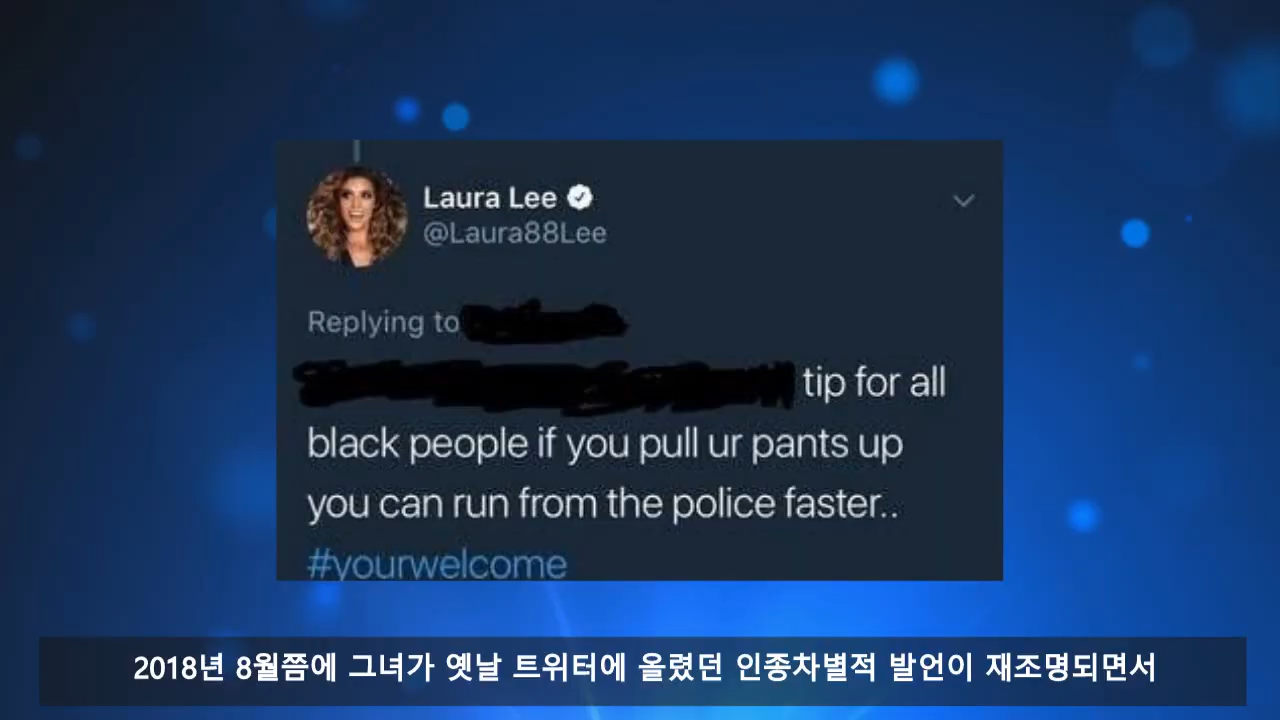 Laura Lee
@Laura88Lee
Replying to
tip for all
black people if you pull ur pants up
you can run from the police faster..
#yourwelcome
2018년 8월쯤에 그녀가 옛날 트위터에 올렸던 인종차별적 발언이 재조명되면서